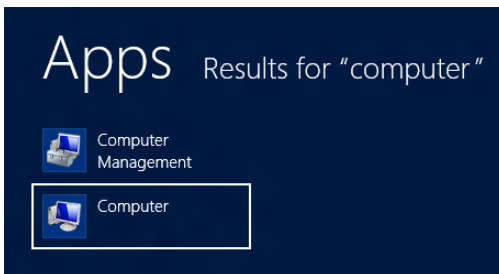 Apps Results for “computer”
Computer
Management
Computer